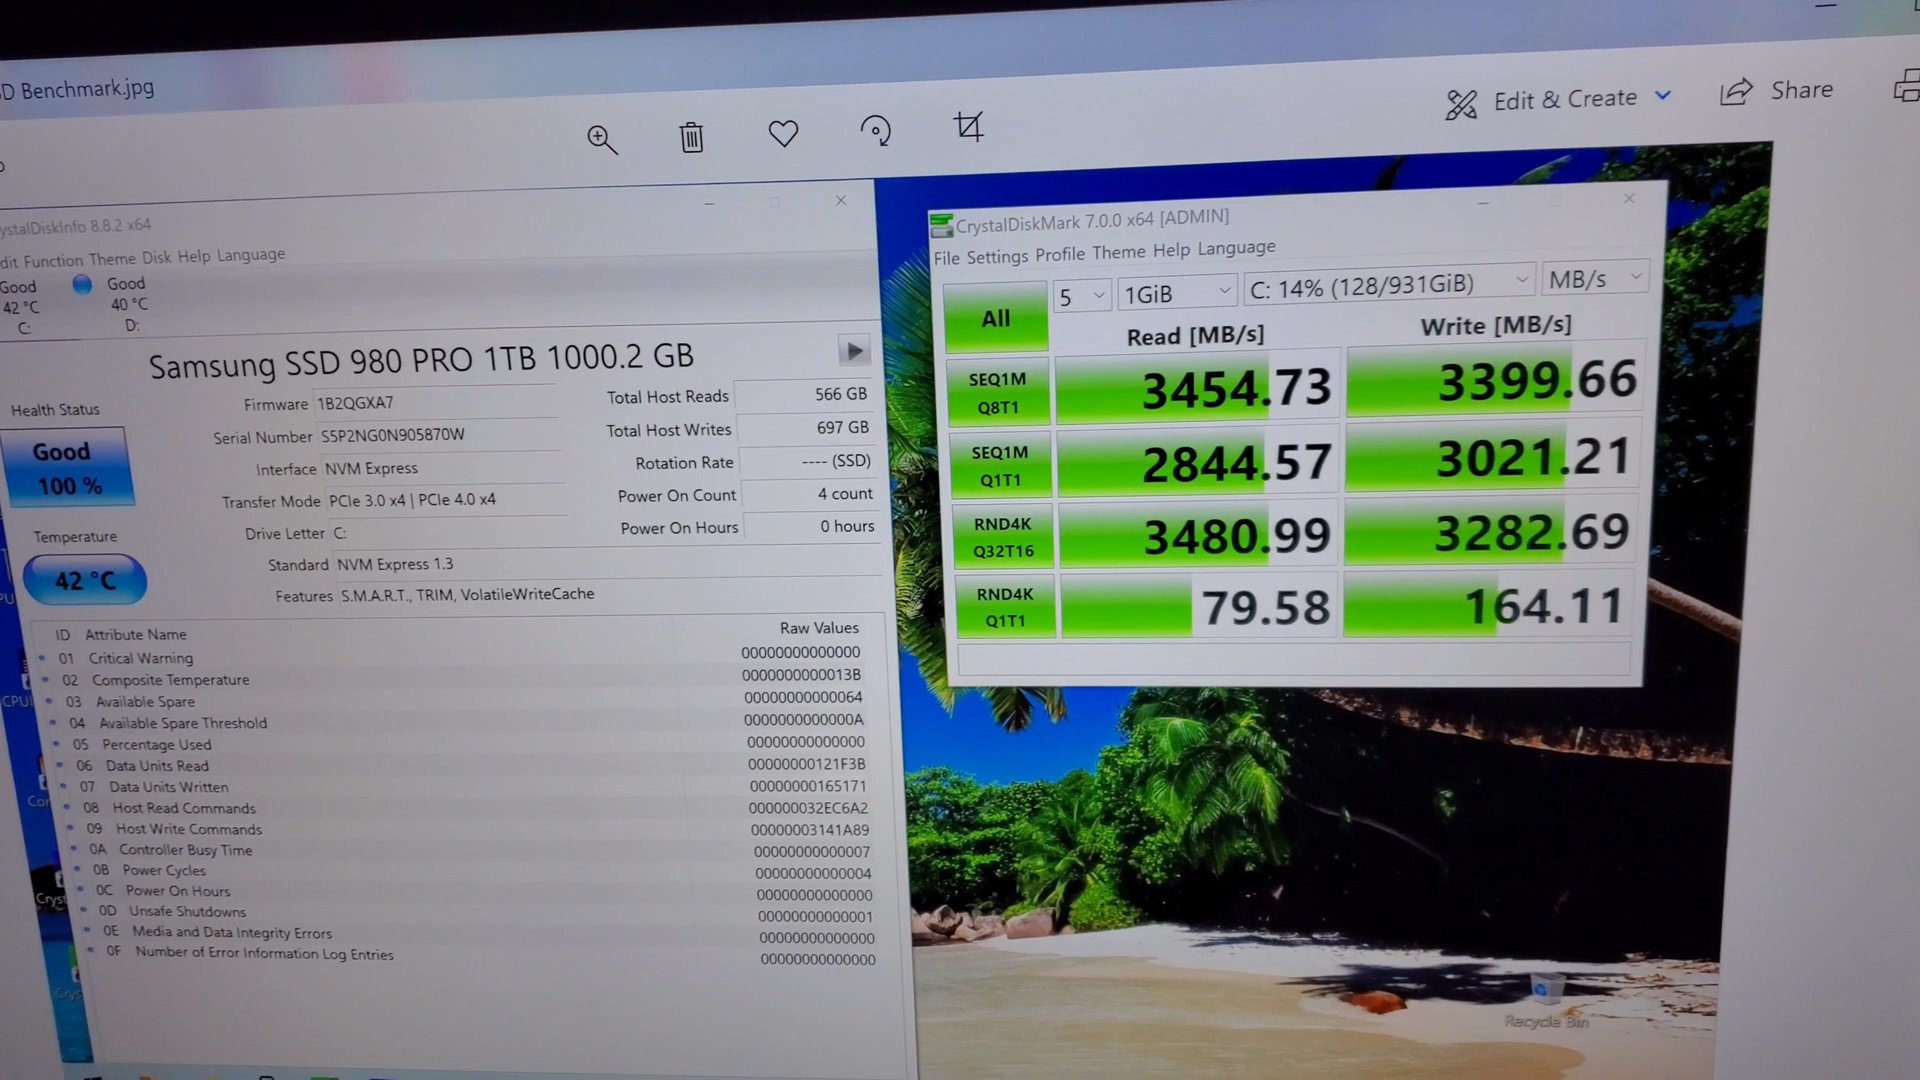 D Benchmark.jpg
Edit & Create
Share
ystalDiskInfo 8.8.2 x64
dit Function Theme Disk Help Language
Good Good
42 °C 40 °C
C: D:
Samsung SSD 980 PRO 1TB 1000.2 GB
Health Status
Good
100 %
Temperature
42 °C
Firmware 1B2QGXA7
Serial Number S5P2NG0N905870W
Interface NVM Express
Transfer Mode PCIe 3.0 x4 | PCIe 4.0 x4
Drive Letter C:
Standard NVM Express 1.3
Features S.M.A.R.T., TRIM, VolatileWriteCache
Total Host Reads 566 GB
Total Host Writes 697 GB
Rotation Rate ---- (SSD)
Power On Count 4 count
Power On Hours 0 hours
ID Attribute Name Raw Values
01 Critical Warning 00000000000000
02 Composite Temperature 0000000000013B
03 Available Spare 00000000000064
04 Available Spare Threshold 0000000000000A
05 Percentage Used 00000000000000
06 Data Units Read 00000000121F3B
07 Data Units Written 00000000165171
08 Host Read Commands 000000032EC6A2
09 Host Write Commands 00000003141A89
0A Controller Busy Time 00000000000007
0B Power Cycles 00000000000004
0C Power On Hours 00000000000000
0D Unsafe Shutdowns 00000000000001
0E Media and Data Integrity Errors 00000000000000
0F Number of Error Information Log Entries 00000000000000
CrystalDiskMark 7.0.0 x64 [ADMIN]
File Settings Profile Theme Help Language
All 5 1GiB C: 14% (128/931GiB) MB/s
Read [MB/s] Write [MB/s]
SEQ1M Q8T1 3454.73 3399.66
SEQ1M Q1T1 2844.57 3021.21
RND4K Q32T16 3480.99 3282.69
RND4K Q1T1 79.58 164.11
CPU
Cor
Cryst
Crys
Recycle Bin